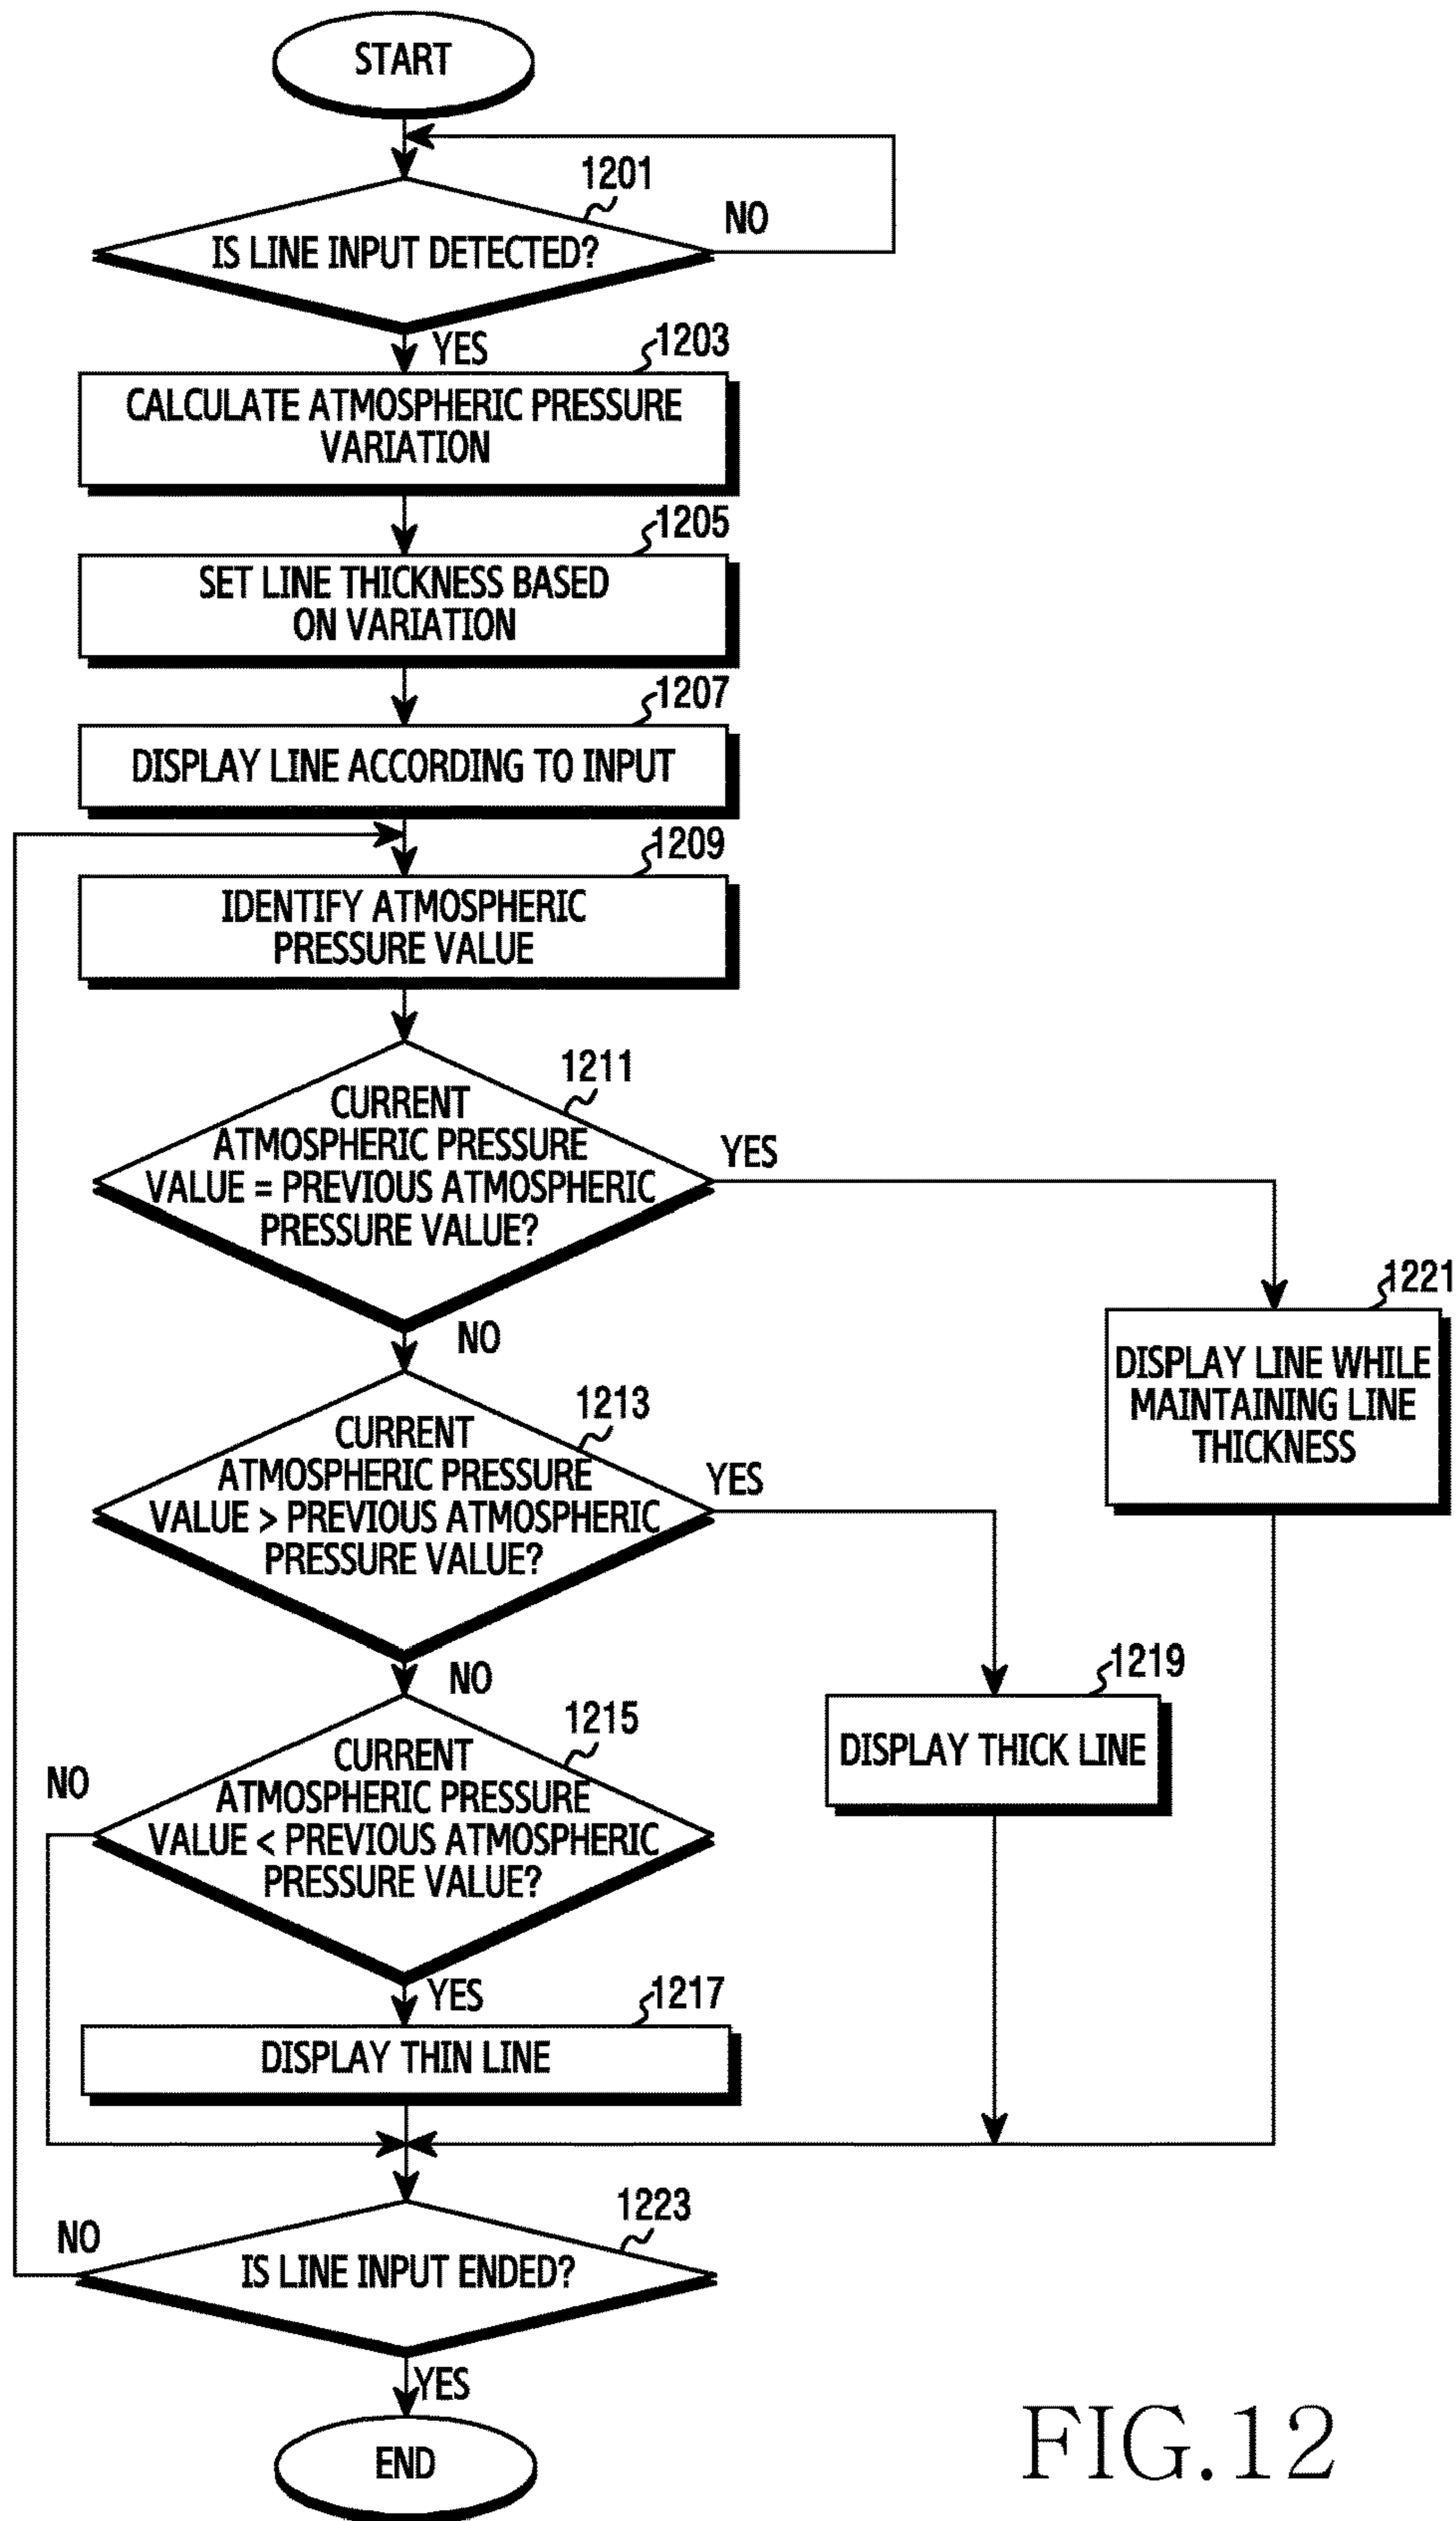 START
1201
IS LINE INPUT DETECTED?
NO
YES
1203
CALCULATE ATMOSPHERIC PRESSURE
VARIATION
1205
SET LINE THICKNESS BASED
ON VARIATION
1207
DISPLAY LINE ACCORDING TO INPUT
1209
IDENTIFY ATMOSPHERIC
PRESSURE VALUE
1211
CURRENT
ATMOSPHERIC PRESSURE
VALUE = PREVIOUS ATMOSPHERIC
PRESSURE VALUE?
YES
NO
1221
DISPLAY LINE WHILE
MAINTAINING LINE
THICKNESS
1213
CURRENT
ATMOSPHERIC PRESSURE
VALUE > PREVIOUS ATMOSPHERIC
PRESSURE VALUE?
YES
NO
1219
DISPLAY THICK LINE
1215
CURRENT
ATMOSPHERIC PRESSURE
VALUE < PREVIOUS ATMOSPHERIC
PRESSURE VALUE?
NO
YES
1217
DISPLAY THIN LINE
1223
IS LINE INPUT ENDED?
NO
YES
END
FIG.12